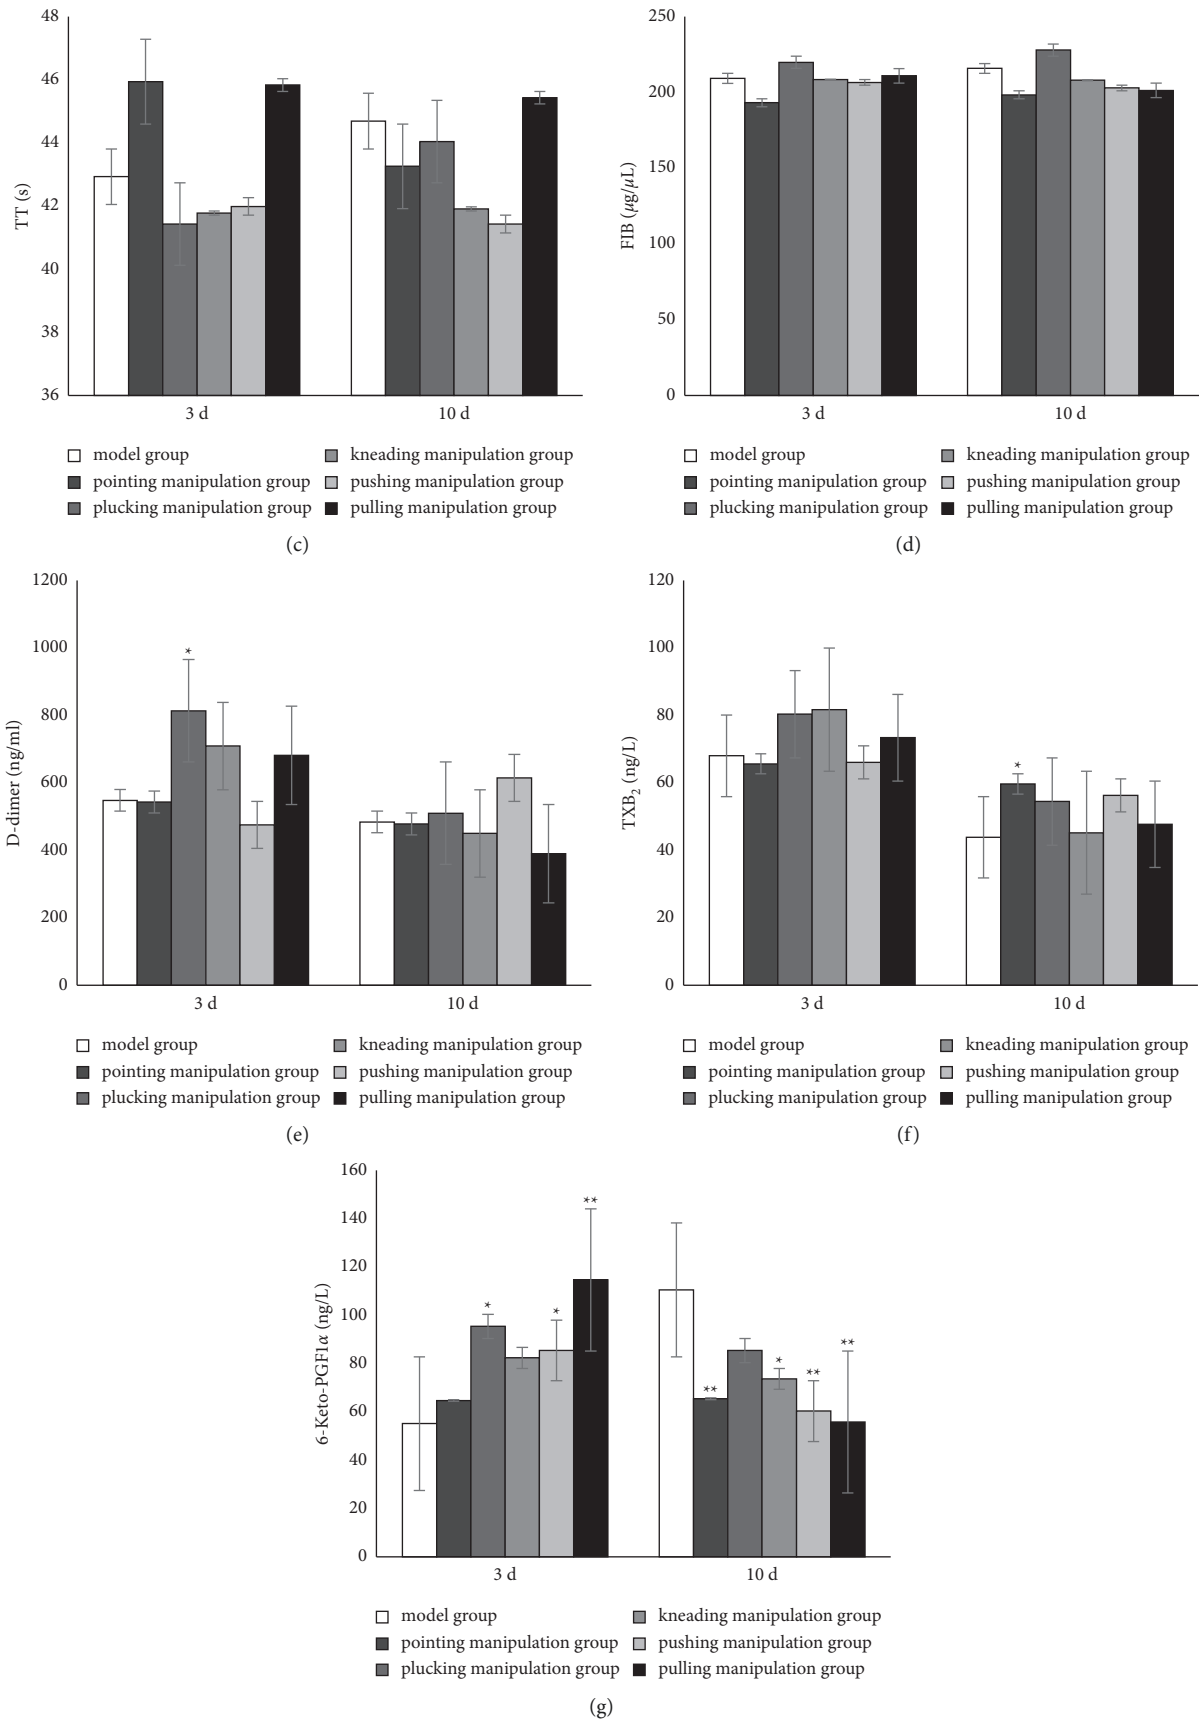 48
46
44
42
40
38
36
TT (s)
3 d
10 d
model group
kneading manipulation group
pointing manipulation group
pushing manipulation group
plucking manipulation group
pulling manipulation group
(c)
250
200
150
100
50
0
FIB (μg/μL)
3 d
10 d
model group
kneading manipulation group
pointing manipulation group
pushing manipulation group
plucking manipulation group
pulling manipulation group
(d)
1200
1000
800
600
400
200
0
D-dimer (ng/ml)
*
3 d
10 d
model group
kneading manipulation group
pointing manipulation group
pushing manipulation group
plucking manipulation group
pulling manipulation group
(e)
120
100
80
60
40
20
0
TXB₂ (ng/L)
*
3 d
10 d
model group
kneading manipulation group
pointing manipulation group
pushing manipulation group
plucking manipulation group
pulling manipulation group
(f)
160
140
120
100
80
60
40
20
0
6-Keto-PGF1α (ng/L)
*
*
**
**
*
**
**
3 d
10 d
model group
kneading manipulation group
pointing manipulation group
pushing manipulation group
plucking manipulation group
pulling manipulation group
(g)